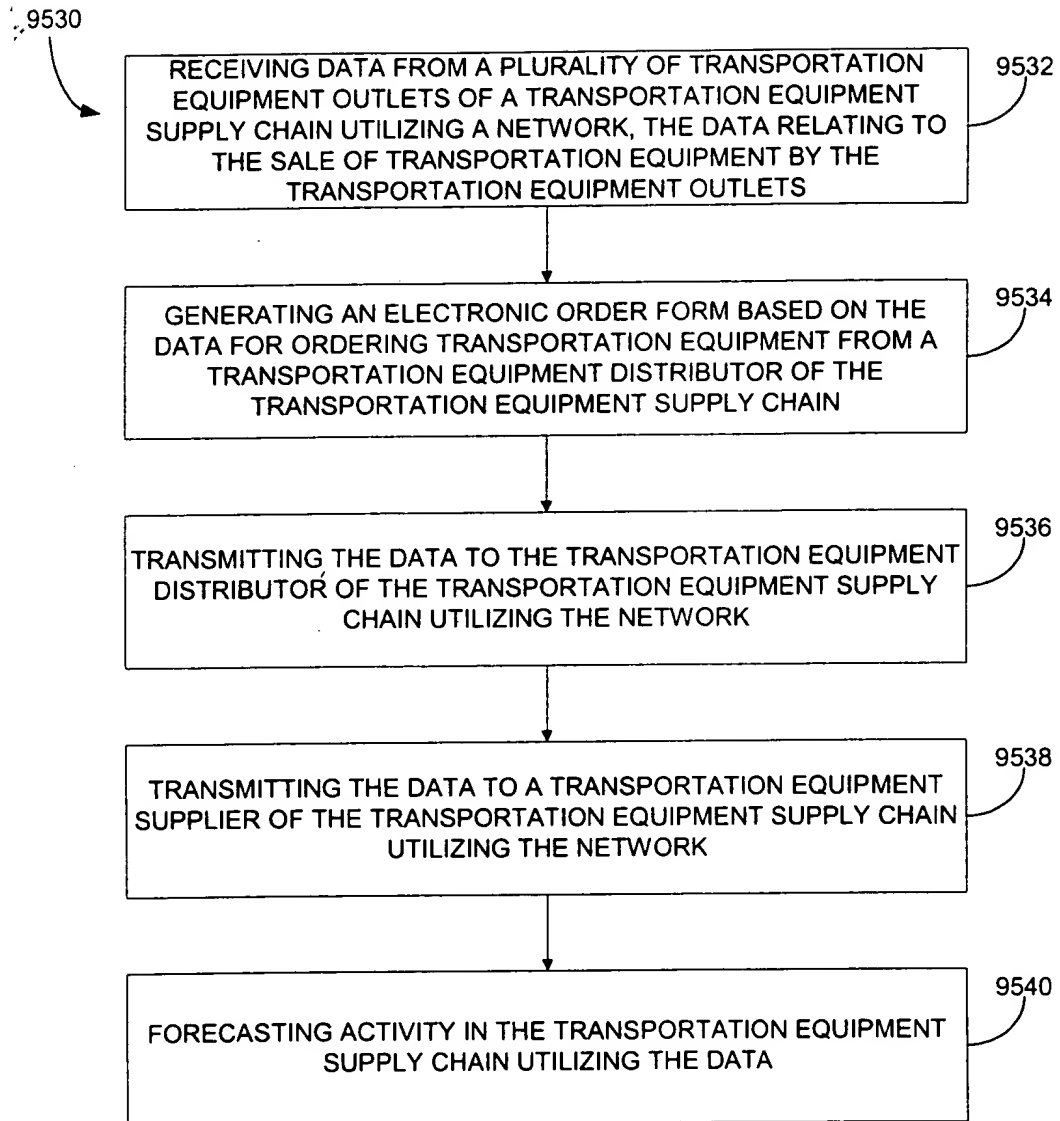 9530
RECEIVING DATA FROM A PLURALITY OF TRANSPORTATION
EQUIPMENT OUTLETS OF A TRANSPORTATION EQUIPMENT
SUPPLY CHAIN UTILIZING A NETWORK, THE DATA RELATING TO
THE SALE OF TRANSPORTATION EQUIPMENT BY THE
TRANSPORTATION EQUIPMENT OUTLETS
9532
GENERATING AN ELECTRONIC ORDER FORM BASED ON THE
DATA FOR ORDERING TRANSPORTATION EQUIPMENT FROM A
TRANSPORTATION EQUIPMENT DISTRIBUTOR OF THE
TRANSPORTATION EQUIPMENT SUPPLY CHAIN
9534
TRANSMITTING THE DATA TO THE TRANSPORTATION EQUIPMENT
DISTRIBUTOR OF THE TRANSPORTATION EQUIPMENT SUPPLY
CHAIN UTILIZING THE NETWORK
9536
TRANSMITTING THE DATA TO A TRANSPORTATION EQUIPMENT
SUPPLIER OF THE TRANSPORTATION EQUIPMENT SUPPLY CHAIN
UTILIZING THE NETWORK
9538
FORECASTING ACTIVITY IN THE TRANSPORTATION EQUIPMENT
SUPPLY CHAIN UTILIZING THE DATA
9540